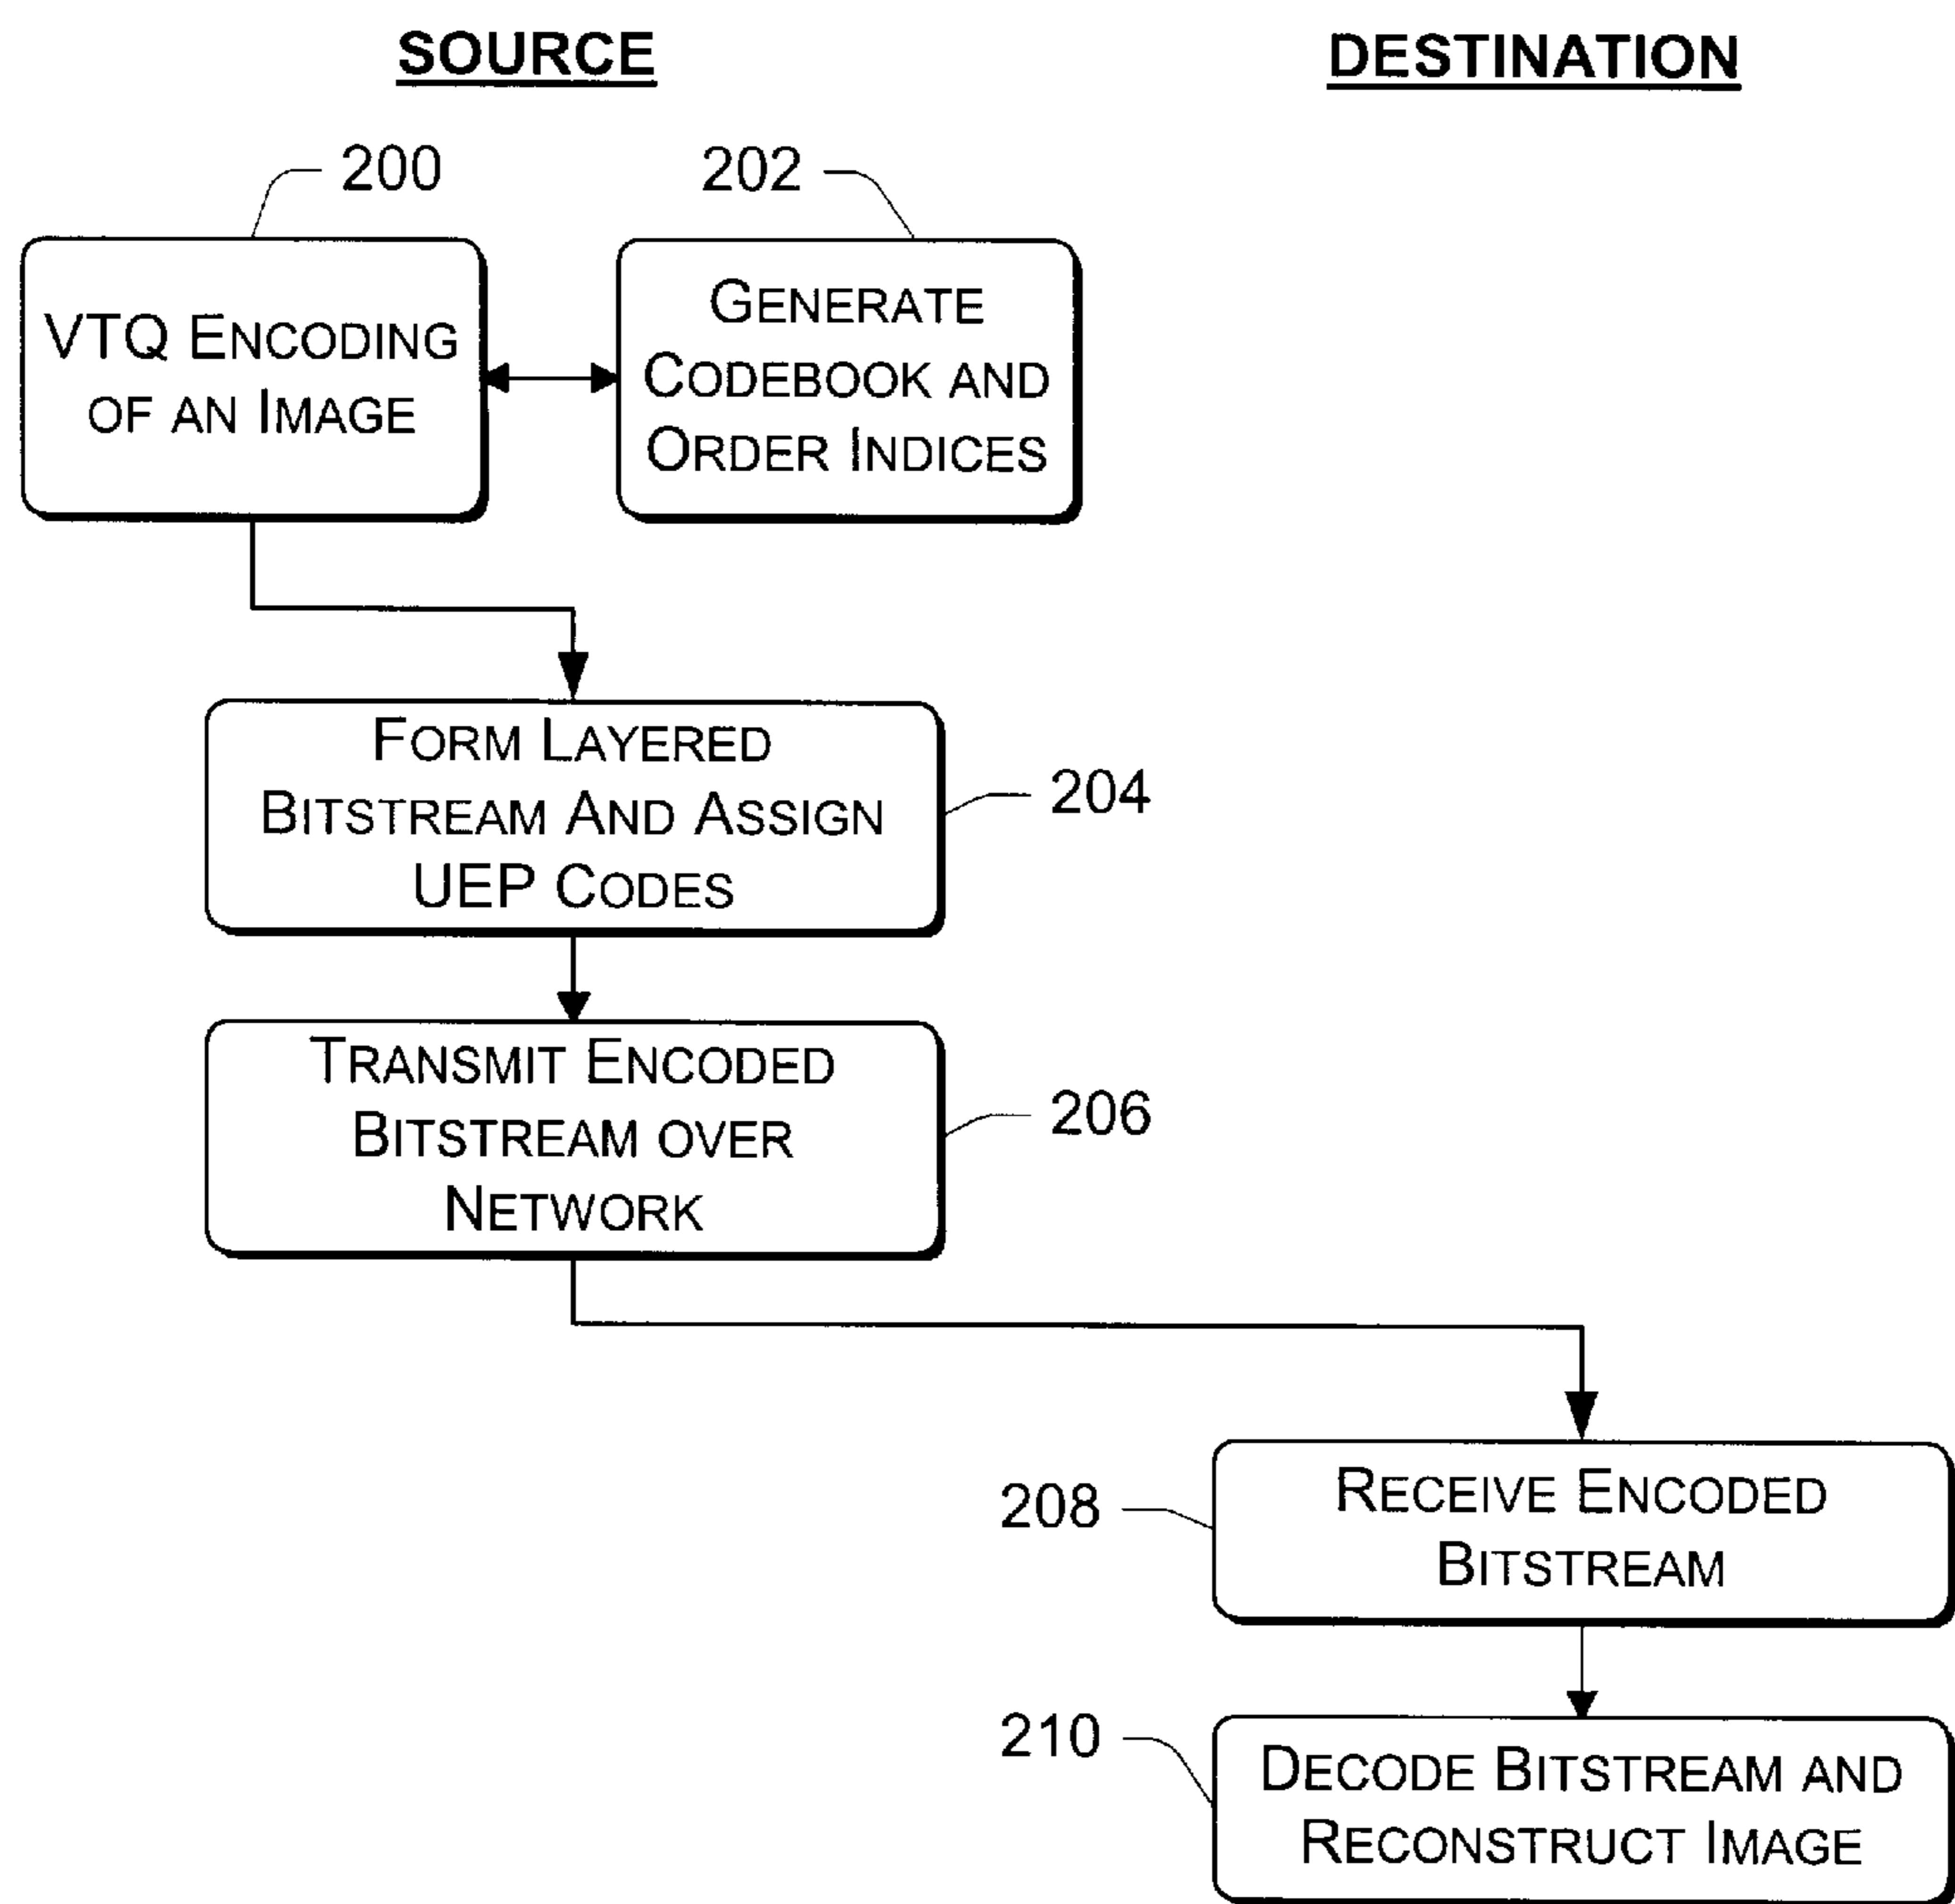 SOURCE
DESTINATION
200
202
VTQ ENCODING
OF AN IMAGE
GENERATE
CODEBOOK AND
ORDER INDICES
FORM LAYERED
BITSTREAM AND ASSIGN
UEP CODES
204
TRANSMIT ENCODED
BITSTREAM OVER
NETWORK
206
208
RECEIVE ENCODED
BITSTREAM
210
DECODE BITSTREAM AND
RECONSTRUCT IMAGE